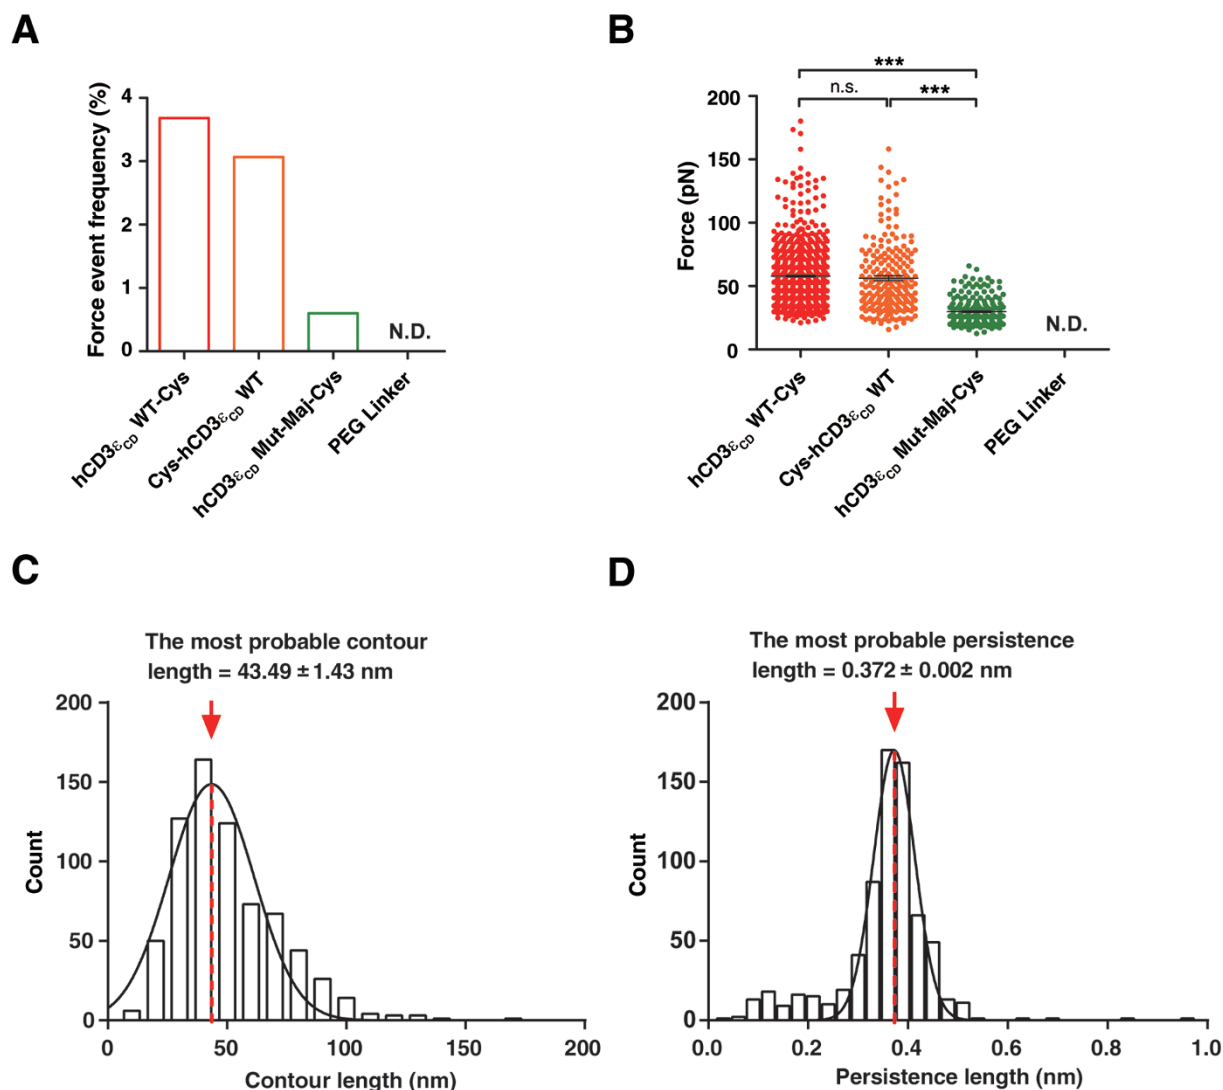 A
Force event frequency (%)
4
3
2
1
0
N.D.
hCD3εCD WT-Cys
Cys-hCD3εCD WT
hCD3εCD Mut-Maj-Cys
PEG Linker
B
***
n.s.
***
Force (pN)
200
150
100
50
0
N.D.
hCD3εCD WT-Cys
Cys-hCD3εCD WT
hCD3εCD Mut-Maj-Cys
PEG Linker
C
The most probable contour
length = 43.49 ± 1.43 nm
Count
200
150
100
50
0
0
50
100
150
200
Contour length (nm)
D
The most probable persistence
length = 0.372 ± 0.002 nm
Count
200
150
100
50
0
0.0
0.2
0.4
0.6
0.8
1.0
Persistence length (nm)